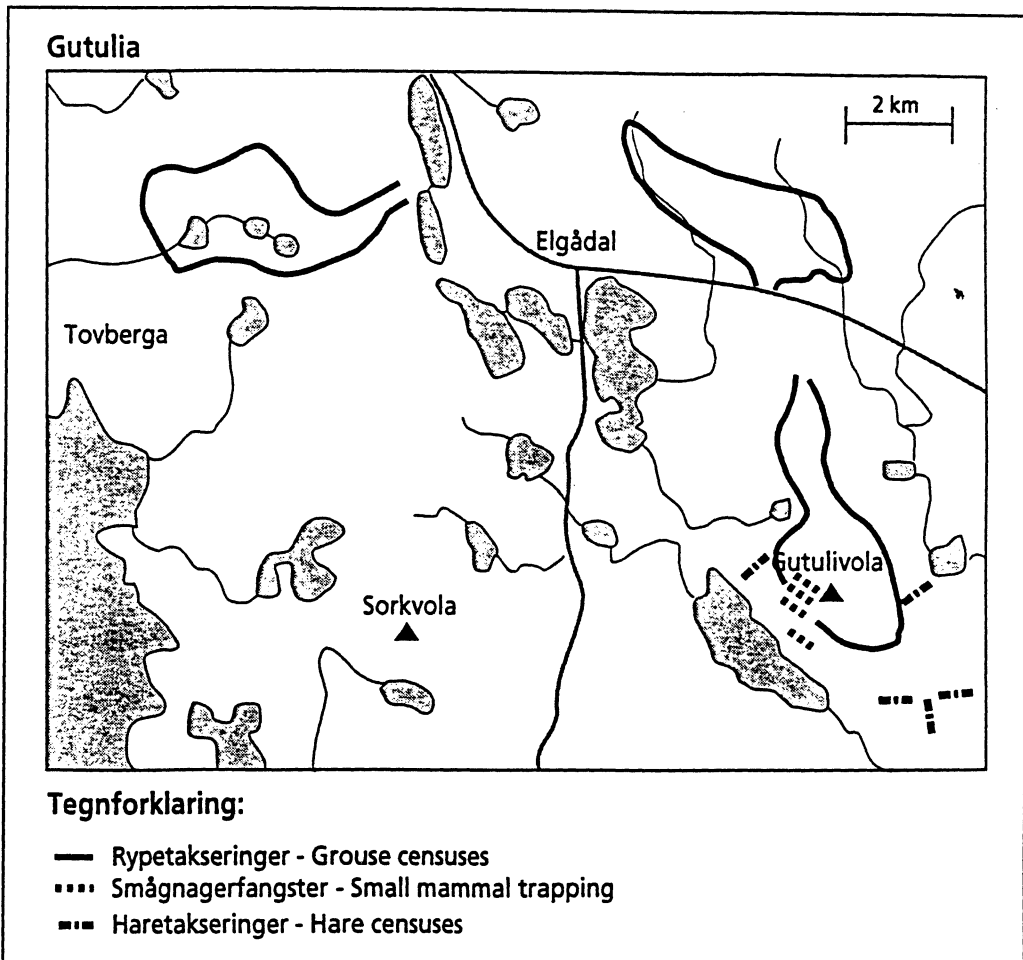 Gutulia
2 km
Elgådal
Tovberga
Gutulivola
Sorkvola
Tegnforklaring:
Rypetakseringer - Grouse censuses
Smågnagerfangster - Small mammal trapping
Haretakseringer - Hare censuses